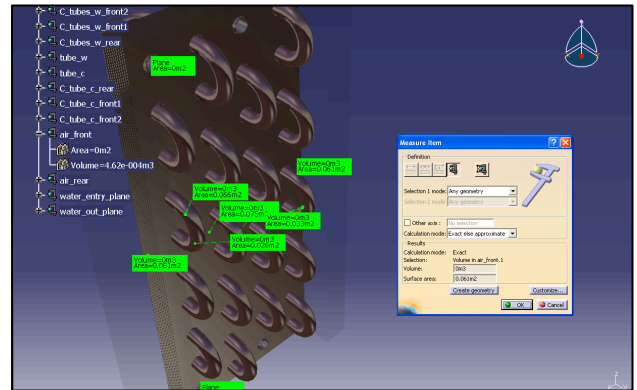 C_tubes_w_front2
C_tubes_w_front1
C_tubes_w_rear
tube_w
tube_c
C_tube_c_rear
C_tube_c_front1
C_tube_c_front2
air_front
Area=0m2
Volume=4.62e-004m3
air_rear
water_entry_plane
water_out_plane
Plane
Area=0m2
Volume=0m3
Area=0.061m2
Volume=0m3
Area=0.066m2
Volume=0m3
Area=0.075m
Volume=0m3
Area=0.033m2
Volume=0m3
Area=0.026m2
Volume=0m3
Area=0.061m2
Plane
Measure Item
Definition
Selection 1 mode: Any geometry
Selection 2 mode: Any geometry
Other axis : No selection
Calculation mode: Exact else approximate
Results
Calculation mode: Exact
Selection: Volume in air_front.1
Volume: 0m3
Surface area: 0.061m2
Create geometry
Customize...
OK
Cancel
z